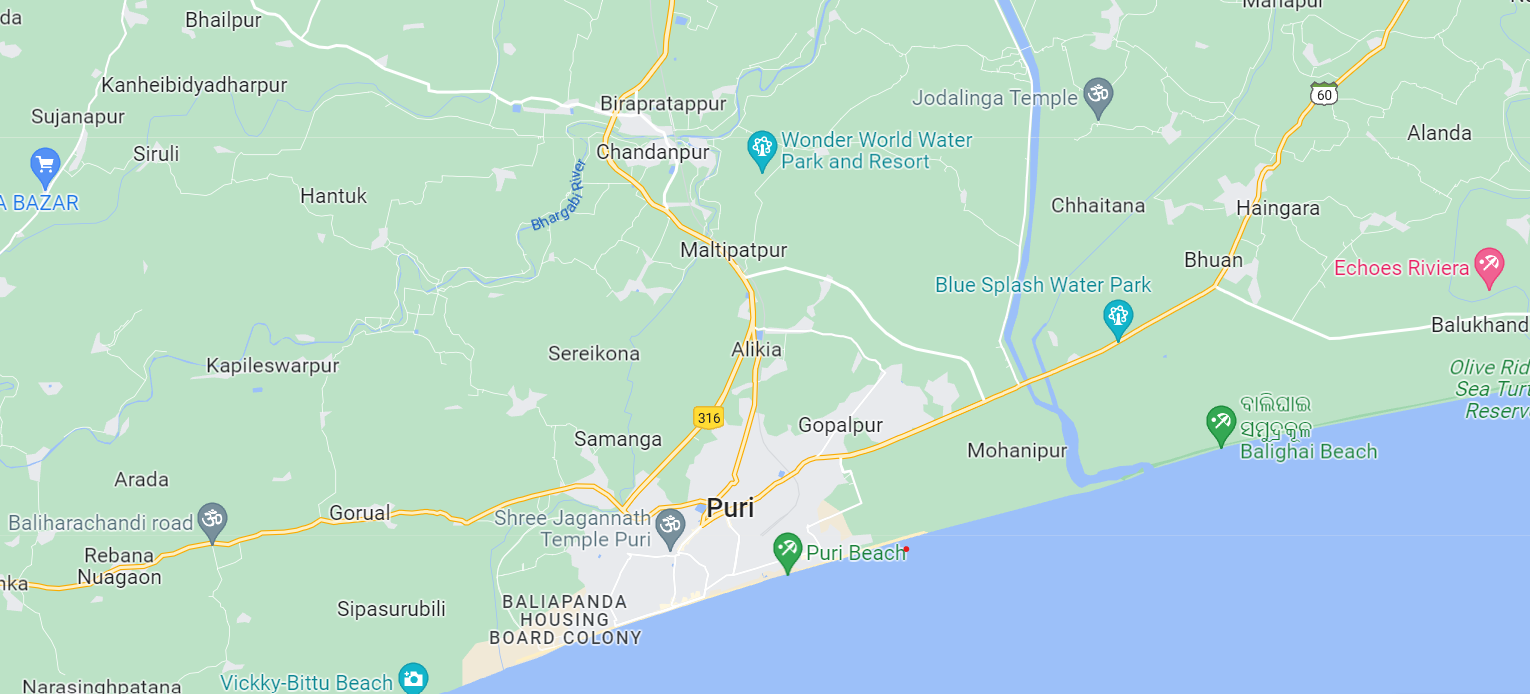 Bhailpur
Kanheibidyadharpur
Sujanapur
Siruli
Hantuk
Birapratappur
Chandanpur
Wonder World Water
Park and Resort
Jodalinga Temple
60
Alanda
Bhargabi River
Chhaitana
Haingara
Maltipatpur
Bhuan
Echoes Riviera
Blue Splash Water Park
Balukhand
Sereikona
Alikia
Kapileswarpur
Olive Rid
Sea Turt
Reserv
ବାଲିଘାଇ
ସମୁଦ୍ରକୂଳ
Balighai Beach
316
Gopalpur
Samanga
Mohanipur
Arada
Baliharachandi road
Gorual
Puri
Shree Jagannath
Temple Puri
Puri Beach
Rebana
Nuagaon
Sipasurubili
BALIAPANDA
HOUSING
BOARD COLONY
Vickky-Bittu Beach
Narasinghpatana
BAZAR